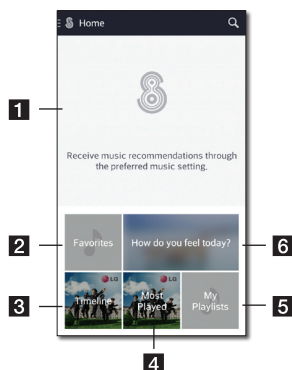 Home
1
Receive music recommendations through
the preferred music setting.
2
Favorites
How do you feel today?
6
3
LG
Timeline
LG
Most
Played
My
Playlists
5
4